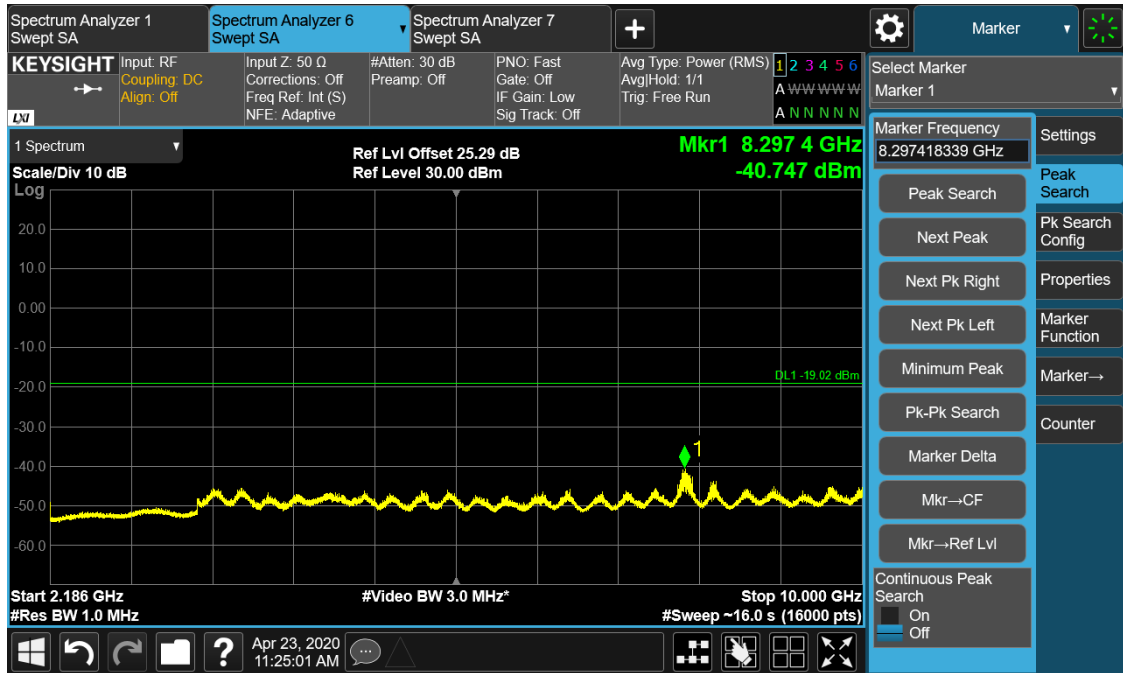 Spectrum Analyzer 1
Swept SA
Spectrum Analyzer 6
Swept SA
▼
Spectrum Analyzer 7
Swept SA
+
Marker ▼
KEYSIGHT
LXI
Input: RF
Coupling: DC
Align: Off
Input Z: 50 Ω
Corrections: Off
Freq Ref: Int (S)
NFE: Adaptive
#Atten: 30 dB
Preamp: Off
PNO: Fast
Gate: Off
IF Gain: Low
Sig Track: Off
Avg Type: Power (RMS)
Avg|Hold: 1/1
Trig: Free Run
1 2 3 4 5 6
A W W W W W
A N N N N N
Select Marker
Marker 1 ▼
1 Spectrum ▼
Scale/Div 10 dB
Ref Lvl Offset 25.29 dB
Ref Level 30.00 dBm
Mkr1 8.297 4 GHz
-40.747 dBm
Log
20.0
10.0
0.00
-10.0
-20.0
-30.0
-40.0
-50.0
-60.0
DL1 -19.02 dBm
1
Start 2.186 GHz
#Res BW 1.0 MHz
#Video BW 3.0 MHz*
Stop 10.000 GHz
#Sweep ~16.0 s (16000 pts)
Marker Frequency
8.297418339 GHz
Peak Search
Next Peak
Next Pk Right
Next Pk Left
Minimum Peak
Pk-Pk Search
Marker Delta
Mkr→CF
Mkr→Ref Lvl
Continuous Peak
Search
On
Off
Settings
Peak
Search
Pk Search
Config
Properties
Marker
Function
Marker→
Counter
?
Apr 23, 2020
11:25:01 AM